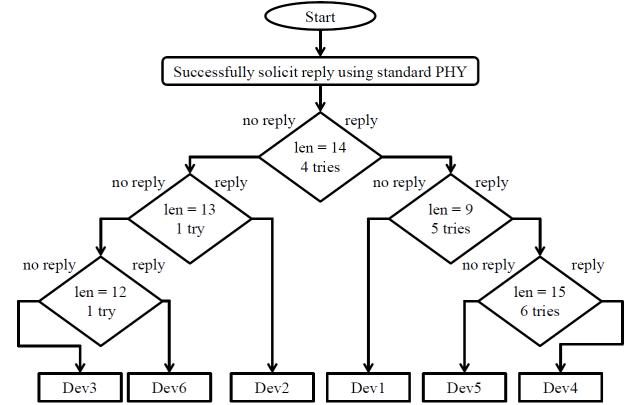 Start
Successfully solicit reply using standard PHY
no reply
reply
len = 14
4 tries
no reply
reply
no reply
reply
len = 13
1 try
len = 9
5 tries
no reply
reply
no reply
reply
len = 12
1 try
len = 15
6 tries
Dev3
Dev6
Dev2
Dev1
Dev5
Dev4